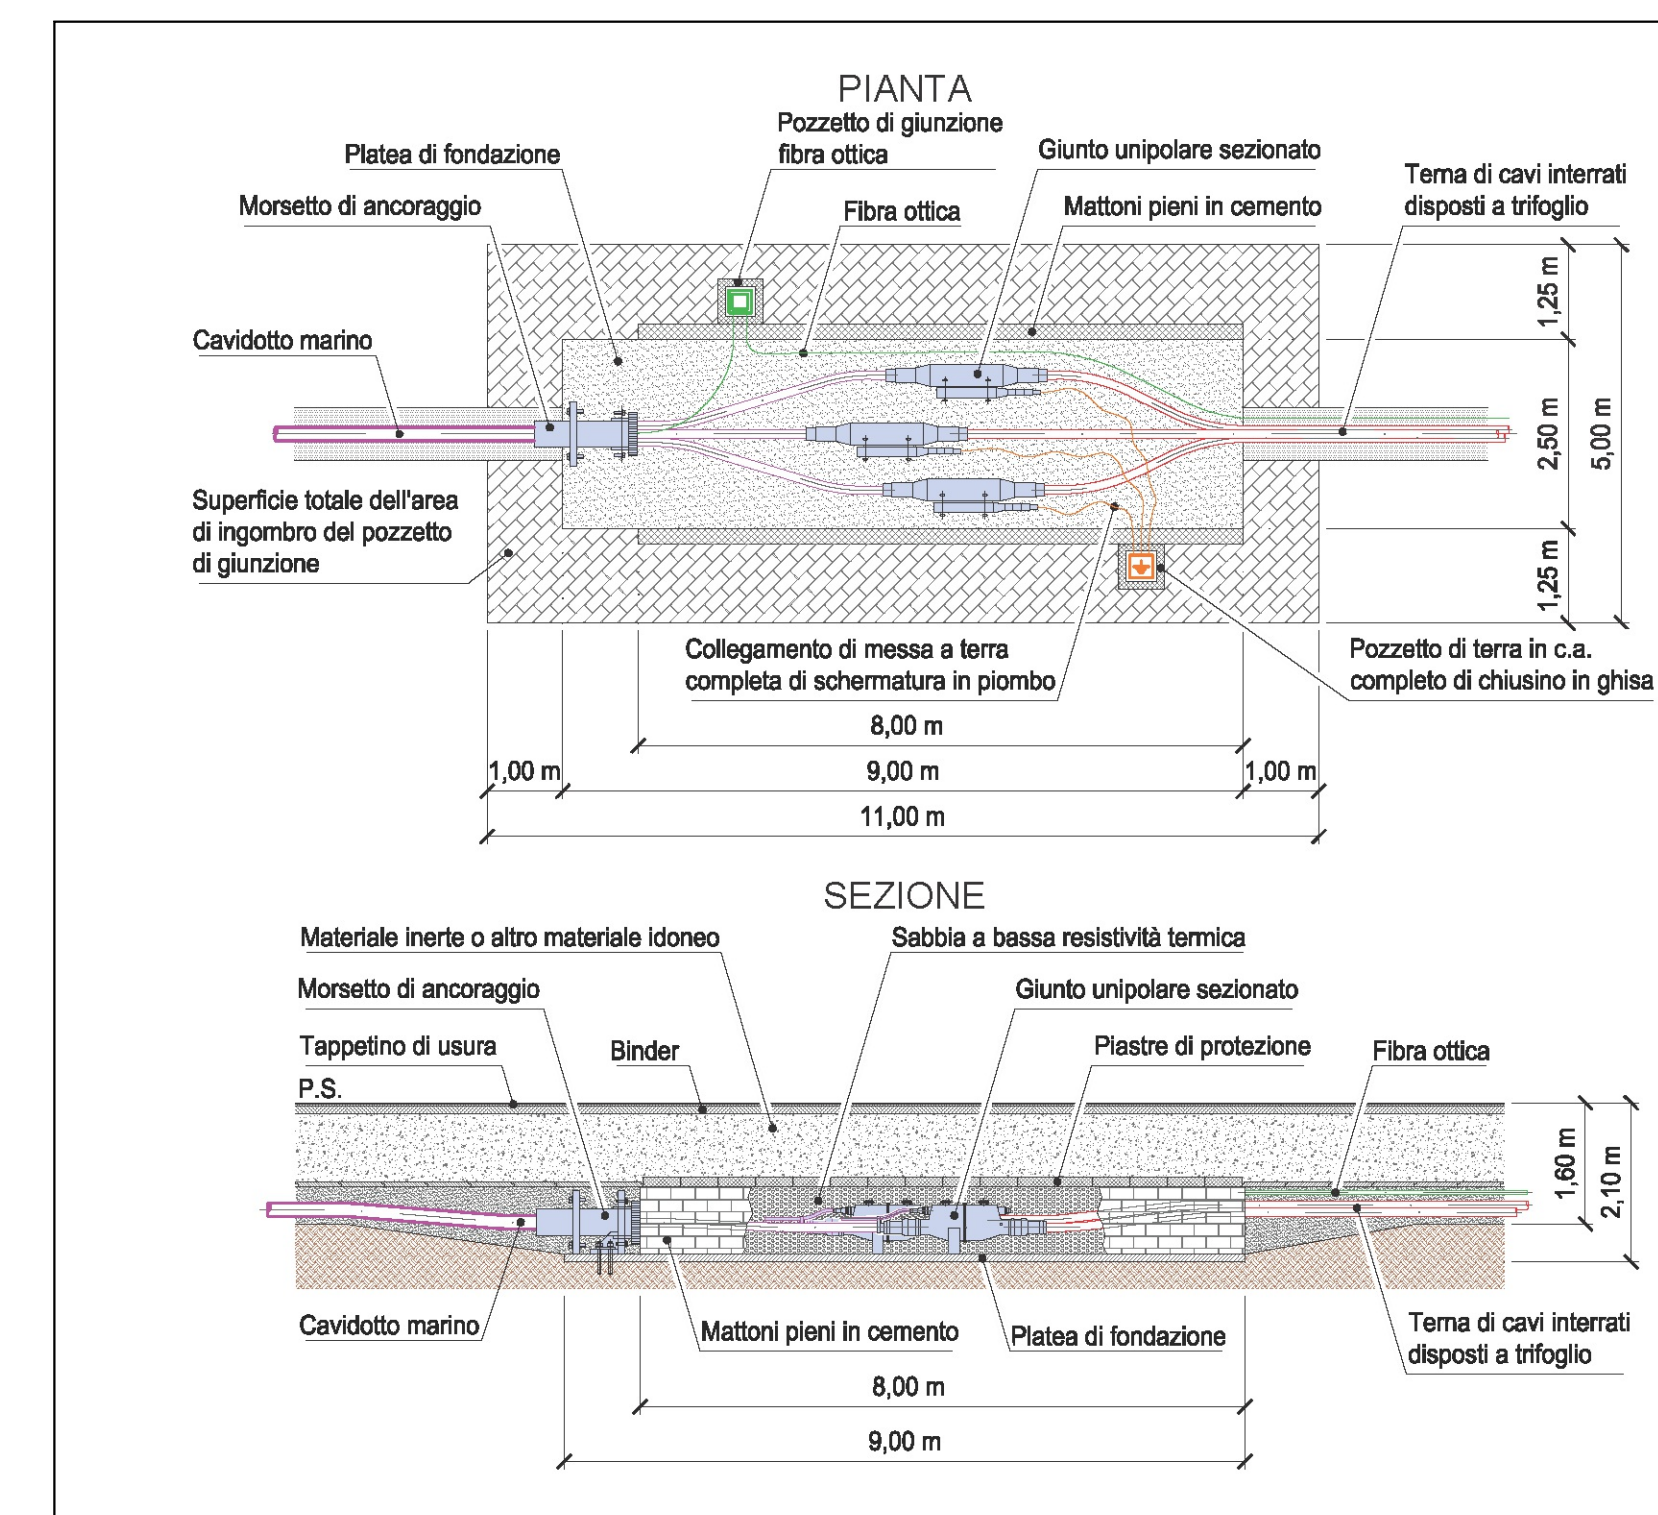 PIANTA
Pozzetto di giunzione
fibra ottica
Platea di fondazione
Giunto unipolare sezionato
Terna di cavi interrati
disposti a trifoglio
Morsetto di ancoraggio
Fibra ottica
Mattoni pieni in cemento
1,25 m
Cavidotto marino
2,50 m
5,00 m
Superficie totale dell'area
di ingombro del pozzetto
di giunzione
1,25 m
Collegamento di messa a terra
completa di schermatura in piombo
Pozzetto di terra in c.a.
completo di chiusino in ghisa
8,00 m
1,00 m
9,00 m
1,00 m
11,00 m
SEZIONE
Materiale inerte o altro materiale idoneo
Sabbia a bassa resistività termica
Morsetto di ancoraggio
Giunto unipolare sezionato
Tappetino di usura
Binder
Piastre di protezione
Fibra ottica
P.S.
1,60 m
2,10 m
Cavidotto marino
Mattoni pieni in cemento
Platea di fondazione
Terna di cavi interrati
disposti a trifoglio
8,00 m
9,00 m